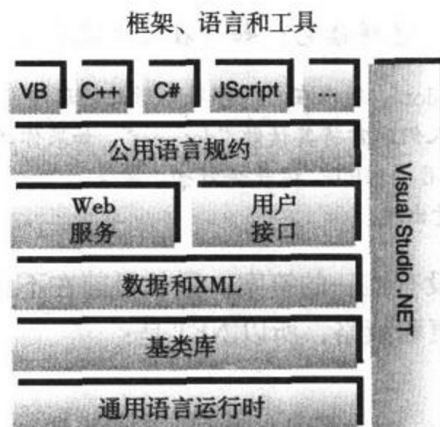 框架、语言和工具
VB
C++
C#
JScript
...
公用语言规约
Web
服务
用户
接口
数据和XML
基类库
通用语言运行时
Visual Studio .NET